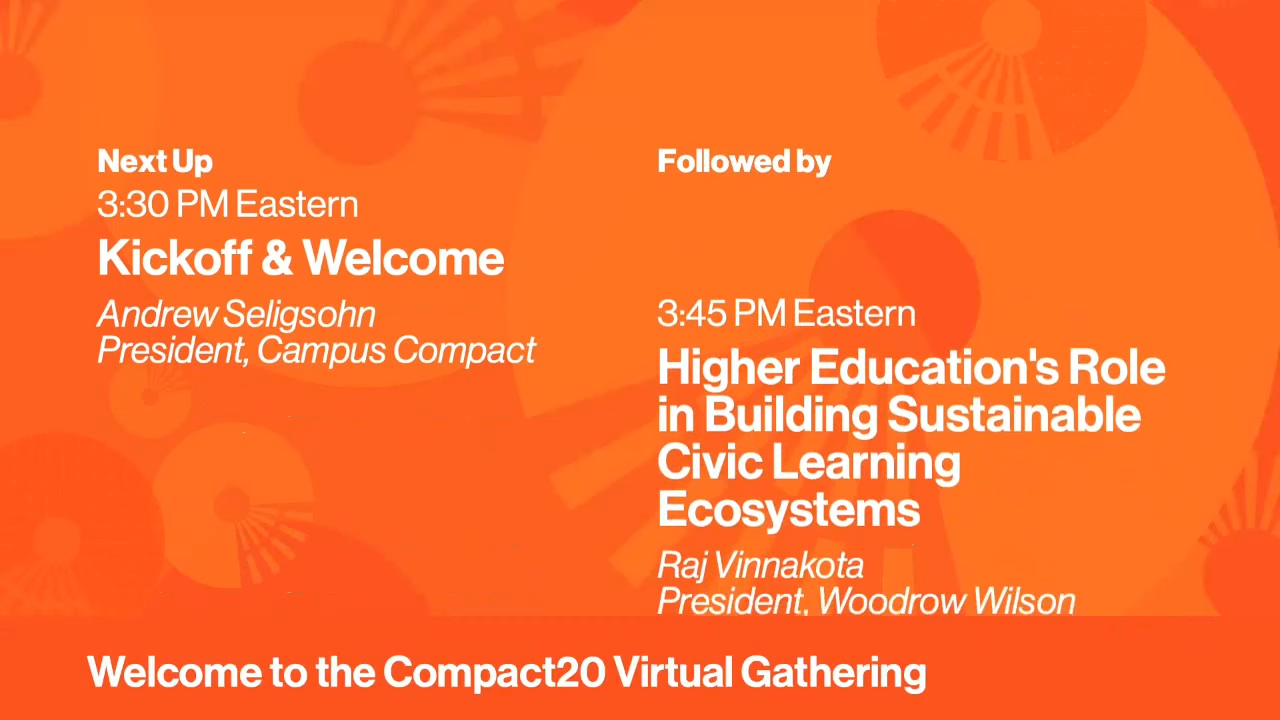 Next Up
3:30 PM Eastern
Kickoff & Welcome
Andrew Seligsohn
President, Campus Compact
Followed by
3:45 PM Eastern
Higher Education's Role
in Building Sustainable
Civic Learning
Ecosystems
Raj Vinnakota
President, Woodrow Wilson
Welcome to the Compact20 Virtual Gathering